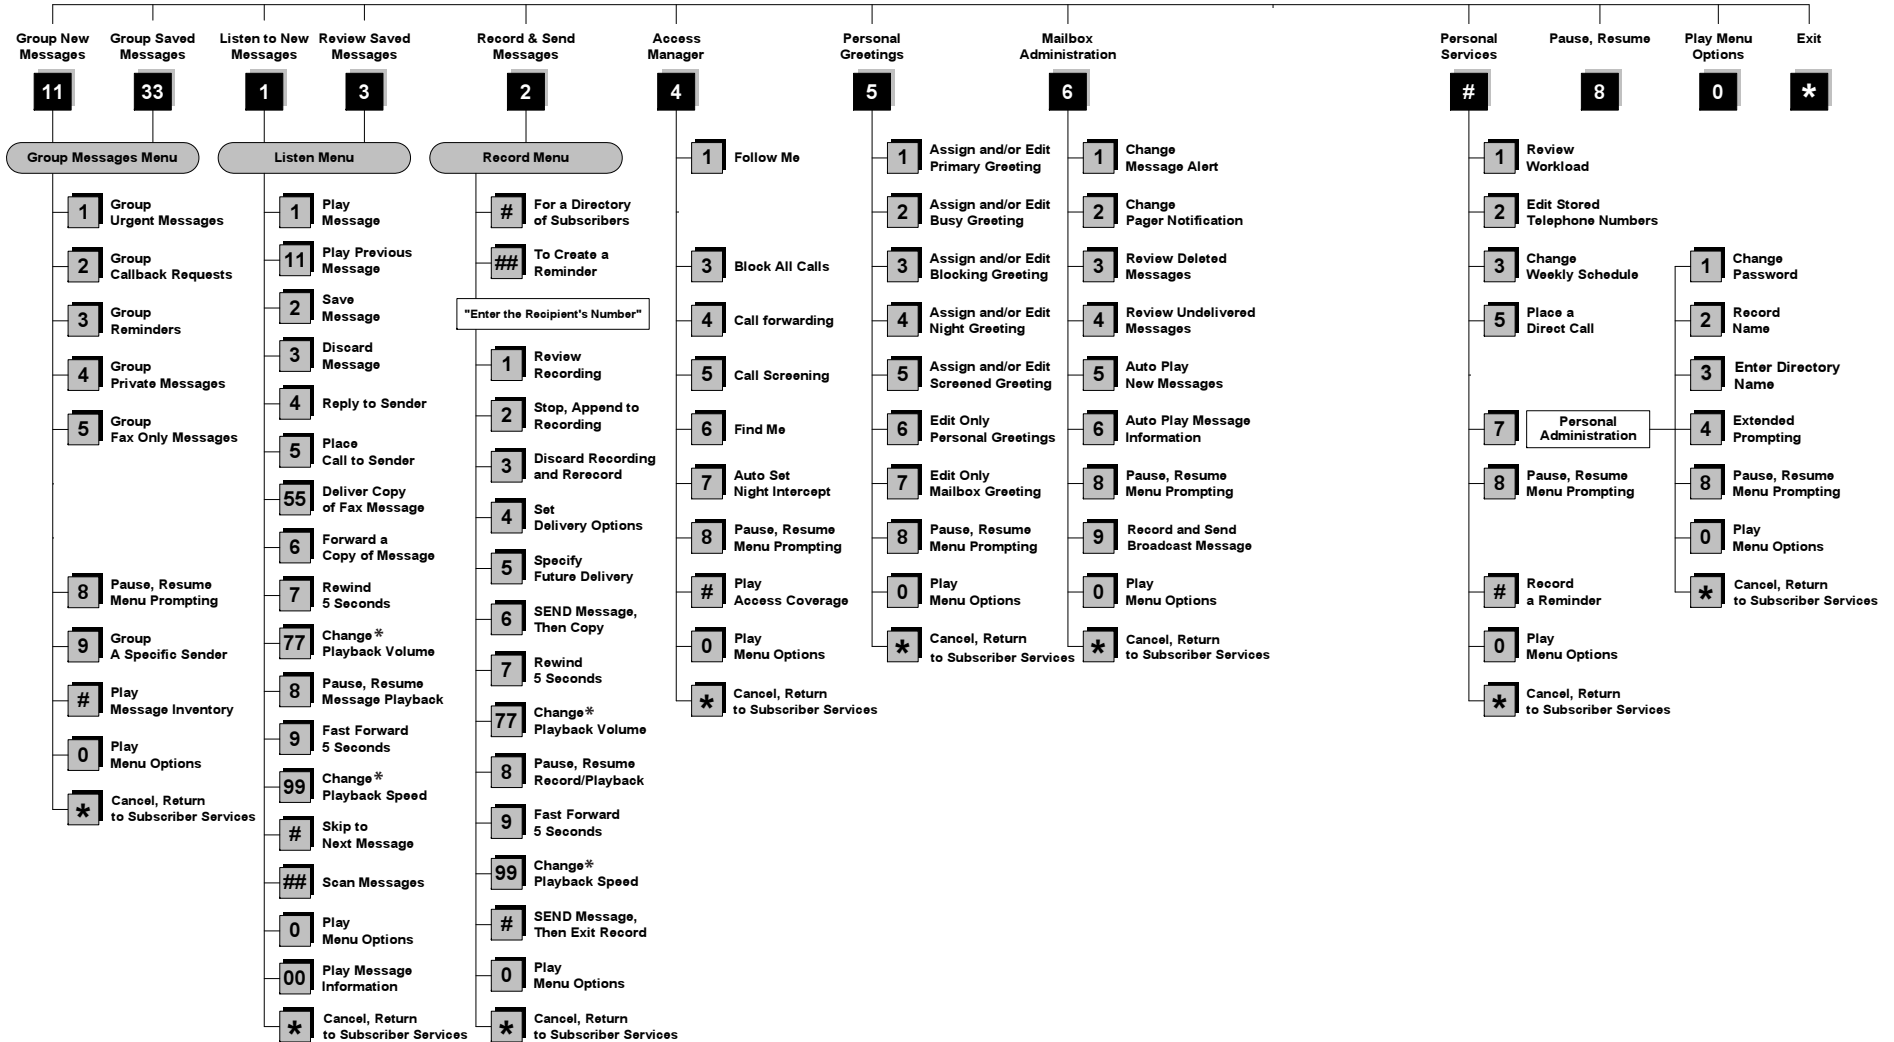 Group New
Messages
11
Group Saved
Messages
33
Listen to New
Messages
1
Review Saved
Messages
3
Record & Send
Messages
2
Access
Manager
4
Personal
Greetings
5
Mailbox
Administration
6
Personal
Services
#
Pause, Resume
8
Play Menu
Options
0
Exit
*
Group Messages Menu
1
Group
Urgent Messages
2
Group
Callback Requests
3
Group
Reminders
4
Group
Private Messages
5
Group
Fax Only Messages
8
Pause, Resume
Menu Prompting
9
Group
A Specific Sender
#
Play
Message Inventory
0
Play
Menu Options
*
Cancel, Return
to Subscriber Services
Listen Menu
1
Play
Message
11
Play Previous
Message
2
Save
Message
3
Discard
Message
4
Reply to Sender
5
Place
Call to Sender
55
Deliver Copy
of Fax Message
6
Forward a
Copy of Message
7
Rewind
5 Seconds
77
Change*
Playback Volume
8
Pause, Resume
Message Playback
9
Fast Forward
5 Seconds
99
Change*
Playback Speed
#
Skip to
Next Message
##
Scan Messages
0
Play
Menu Options
00
Play Message
Information
*
Cancel, Return
to Subscriber Services
Record Menu
#
For a Directory
of Subscribers
##
To Create a
Reminder
"Enter the Recipient's Number"
1
Review
Recording
2
Stop, Append to
Recording
3
Discard Recording
and Rerecord
4
Set
Delivery Options
5
Specify
Future Delivery
6
SEND Message,
Then Copy
7
Rewind
5 Seconds
77
Change*
Playback Volume
8
Pause, Resume
Record/Playback
9
Fast Forward
5 Seconds
99
Change*
Playback Speed
#
SEND Message,
Then Exit Record
0
Play
Menu Options
*
Cancel, Return
to Subscriber Services
1
Follow Me
3
Block All Calls
4
Call forwarding
5
Call Screening
6
Find Me
7
Auto Set
Night Intercept
8
Pause, Resume
Menu Prompting
#
Play
Access Coverage
0
Play
Menu Options
*
Cancel, Return
to Subscriber Services
1
Assign and/or Edit
Primary Greeting
2
Assign and/or Edit
Busy Greeting
3
Assign and/or Edit
Blocking Greeting
4
Assign and/or Edit
Night Greeting
5
Assign and/or Edit
Screened Greeting
6
Edit Only
Personal Greetings
7
Edit Only
Mailbox Greeting
8
Pause, Resume
Menu Prompting
0
Play
Menu Options
*
Cancel, Return
to Subscriber Services
1
Change
Message Alert
2
Change
Pager Notification
3
Review Deleted
Messages
4
Review Undelivered
Messages
5
Auto Play
New Messages
6
Auto Play Message
Information
8
Pause, Resume
Menu Prompting
9
Record and Send
Broadcast Message
0
Play
Menu Options
*
Cancel, Return
to Subscriber Services
1
Review
Workload
2
Edit Stored
Telephone Numbers
3
Change
Weekly Schedule
5
Place a
Direct Call
7
Personal
Administration
8
Pause, Resume
Menu Prompting
#
Record
a Reminder
0
Play
Menu Options
*
Cancel, Return
to Subscriber Services
1
Change
Password
2
Record
Name
3
Enter Directory
Name
4
Extended
Prompting
8
Pause, Resume
Menu Prompting
0
Play
Menu Options
*
Cancel, Return
to Subscriber Services